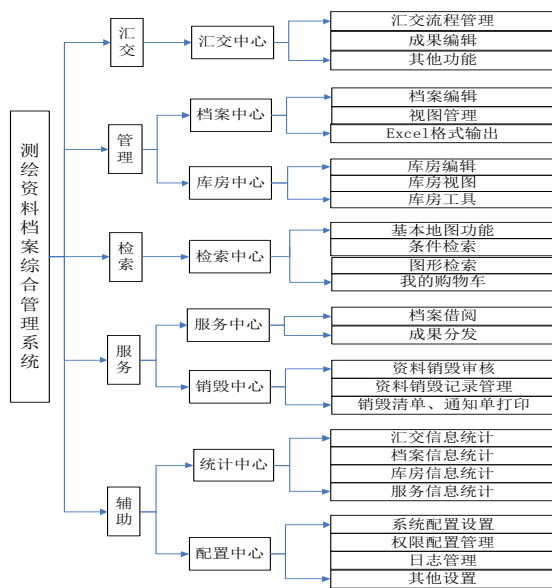 测绘资料档案综合管理系统
汇交
汇交中心
汇交流程管理
成果编辑
其他功能
管理
档案中心
档案编辑
视图管理
Excel格式输出
库房中心
库房编辑
库房视图
库房工具
检索
检索中心
基本地图功能
条件检索
图形检索
我的购物车
服务
服务中心
档案借阅
成果分发
销毁中心
资料销毁审核
资料销毁记录管理
销毁清单、通知单打印
辅助
统计中心
汇交信息统计
档案信息统计
库房信息统计
服务信息统计
配置中心
系统配置设置
权限配置管理
日志管理
其他设置